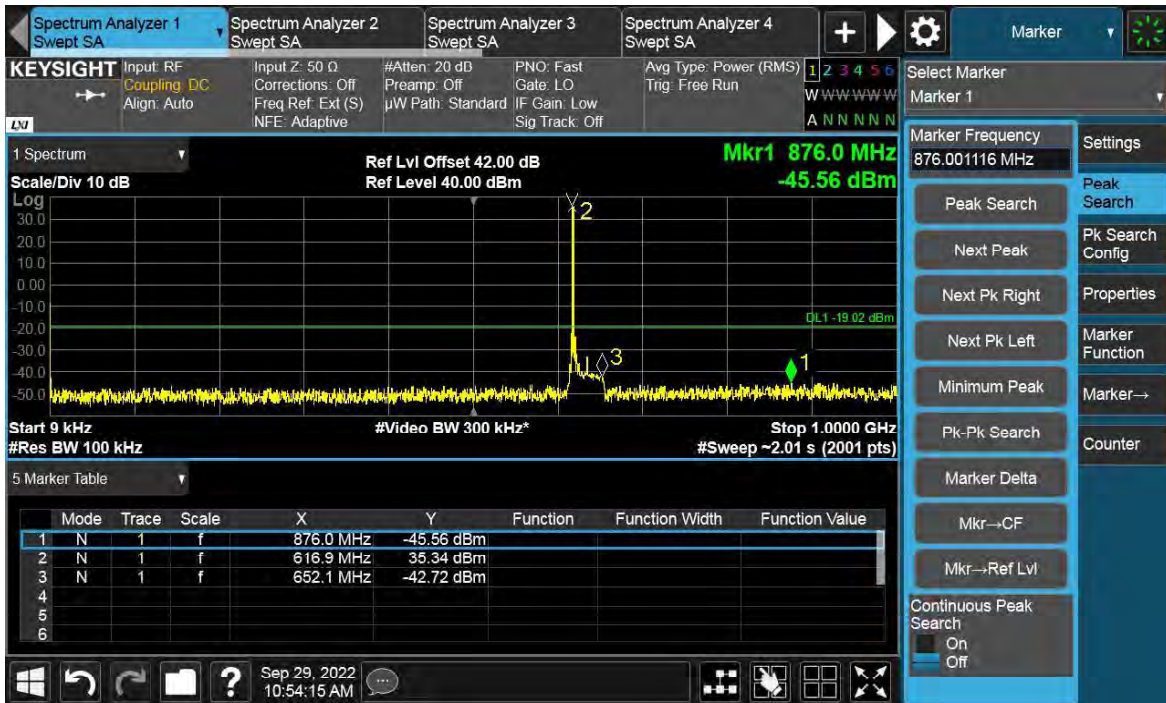 Spectrum Analyzer 1
Swept SA
Spectrum Analyzer 2
Swept SA
Spectrum Analyzer 3
Swept SA
Spectrum Analyzer 4
Swept SA
+
Marker
KEYSIGHT
LXI
Input: RF
Coupling: DC
Align: Auto
Input Z: 50 Ω
Corrections: Off
Freq Ref: Ext (S)
NFE: Adaptive
#Atten: 20 dB
Preamp: Off
µW Path: Standard
PNO: Fast
Gate: LO
IF Gain: Low
Sig Track: Off
Avg Type: Power (RMS)
Trig: Free Run
1 2 3 4 5 6
W W W W W W
A N N N N N
Select Marker
Marker 1
1 Spectrum
Scale/Div 10 dB
Ref Lvl Offset 42.00 dB
Ref Level 40.00 dBm
Mkr1 876.0 MHz
-45.56 dBm
Log
30.0
20.0
10.0
0.00
-10.0
-20.0
-30.0
-40.0
-50.0
2
DL1 -19.02 dBm
3
1
Start 9 kHz
#Res BW 100 kHz
#Video BW 300 kHz*
Stop 1.0000 GHz
#Sweep ~2.01 s (2001 pts)
5 Marker Table
Mode Trace Scale X Y Function Function Width Function Value
1 N 1 f 876.0 MHz -45.56 dBm
2 N 1 f 616.9 MHz 35.34 dBm
3 N 1 f 652.1 MHz -42.72 dBm
4
5
6
Marker Frequency
876.001116 MHz
Peak Search
Next Peak
Next Pk Right
Next Pk Left
Minimum Peak
Pk-Pk Search
Marker Delta
Mkr→CF
Mkr→Ref Lvl
Continuous Peak
Search
On
Off
Settings
Peak
Search
Pk Search
Config
Properties
Marker
Function
Marker→
Counter
?
Sep 29, 2022
10:54:15 AM